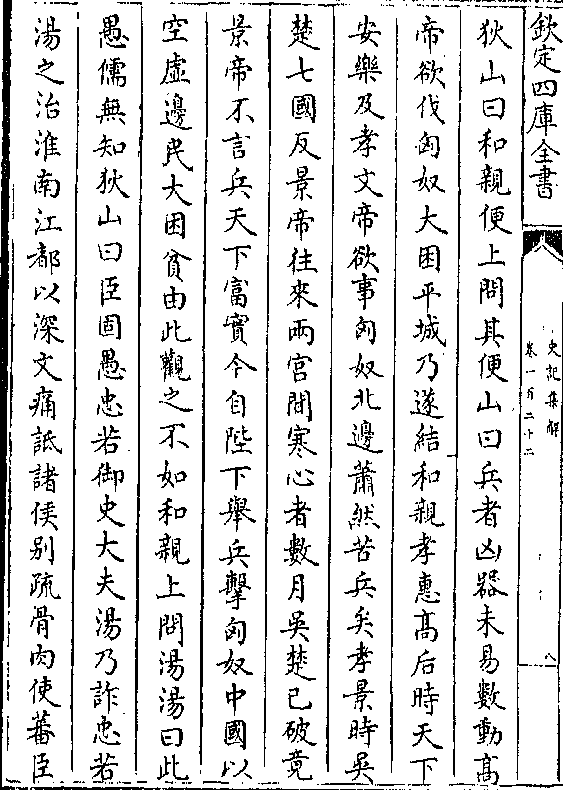 欽定四庫全書
史記集解
卷一百二十二
八
狄山曰和親便上問其便山曰兵者凶器未易數動髙
帝欲伐匈奴大困平城乃遂結和親孝惠髙后時天下
安樂及孝文帝欲事匈奴北邊蕭然苦兵矣孝景時吳
楚七國反景帝往來兩宮間寒心者數月吳楚已破竟
景帝不言兵天下富實今自陛下舉兵擊匈奴中國以
空虛邊民大困貧由此觀之不如和親上問湯湯曰此
愚儒無知狄山曰臣固愚忠若御史大夫湯乃詐忠若
湯之治淮南江都以深文痛詆諸侯别疏骨肉使蕃臣